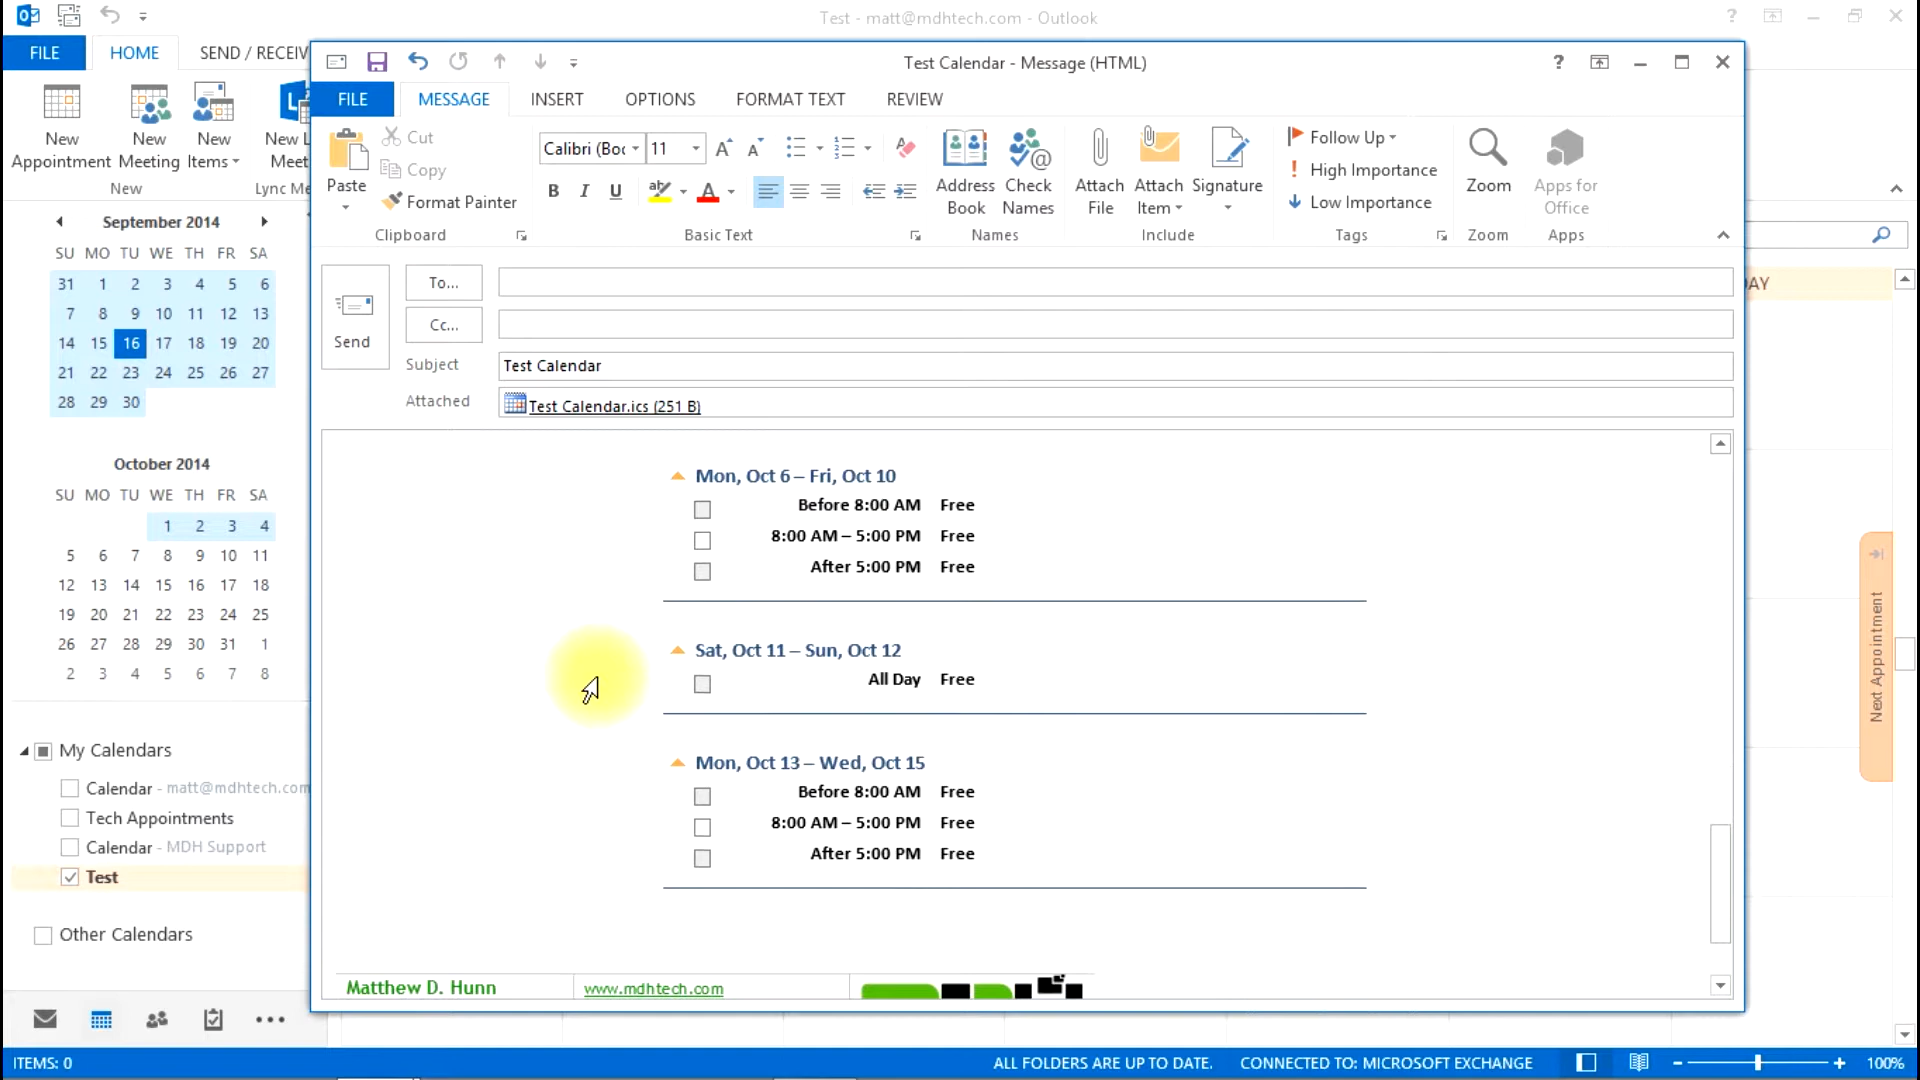 Test - matt@mdhtech.com - Outlook
FILE
HOME
SEND / RECEIV
New Appointment
New Meeting
New Items
New L
Meet
New
Lync Me
September 2014
SU MO TU WE TH FR SA
31 1 2 3 4 5 6
7 8 9 10 11 12 13
14 15 16 17 18 19 20
21 22 23 24 25 26 27
28 29 30
October 2014
SU MO TU WE TH FR SA
1 2 3 4
5 6 7 8 9 10 11
12 13 14 15 16 17 18
19 20 21 22 23 24 25
26 27 28 29 30 31 1
2 3 4 5 6 7 8
My Calendars
Calendar - matt@mdhtech.com
Tech Appointments
Calendar - MDH Support
Test
Other Calendars
Test Calendar - Message (HTML)
FILE
MESSAGE
INSERT
OPTIONS
FORMAT TEXT
REVIEW
Paste
Cut
Copy
Format Painter
Clipboard
Calibri (Boc
11
B I U
Basic Text
Address Book
Check Names
Names
Attach File
Attach Item
Signature
Include
Follow Up
High Importance
Low Importance
Tags
Zoom
Zoom
Apps for Office
Apps
Send
To...
Cc...
Subject
Test Calendar
Attached
Test Calendar.ics (251 B)
Mon, Oct 6 – Fri, Oct 10
Before 8:00 AM Free
8:00 AM – 5:00 PM Free
After 5:00 PM Free
Sat, Oct 11 – Sun, Oct 12
All Day Free
Mon, Oct 13 – Wed, Oct 15
Before 8:00 AM Free
8:00 AM – 5:00 PM Free
After 5:00 PM Free
Matthew D. Hunn
www.mdhtech.com
AY
Next Appointment
ITEMS: 0
ALL FOLDERS ARE UP TO DATE.
CONNECTED TO: MICROSOFT EXCHANGE
100%